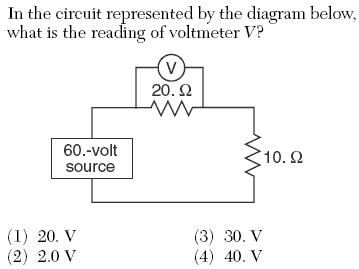 In the circuit represented by the diagram below,
what is the reading of voltmeter V?
V
20. Ω
60.-volt
source
10. Ω
(1) 20. V (3) 30. V
(2) 2.0 V (4) 40. V